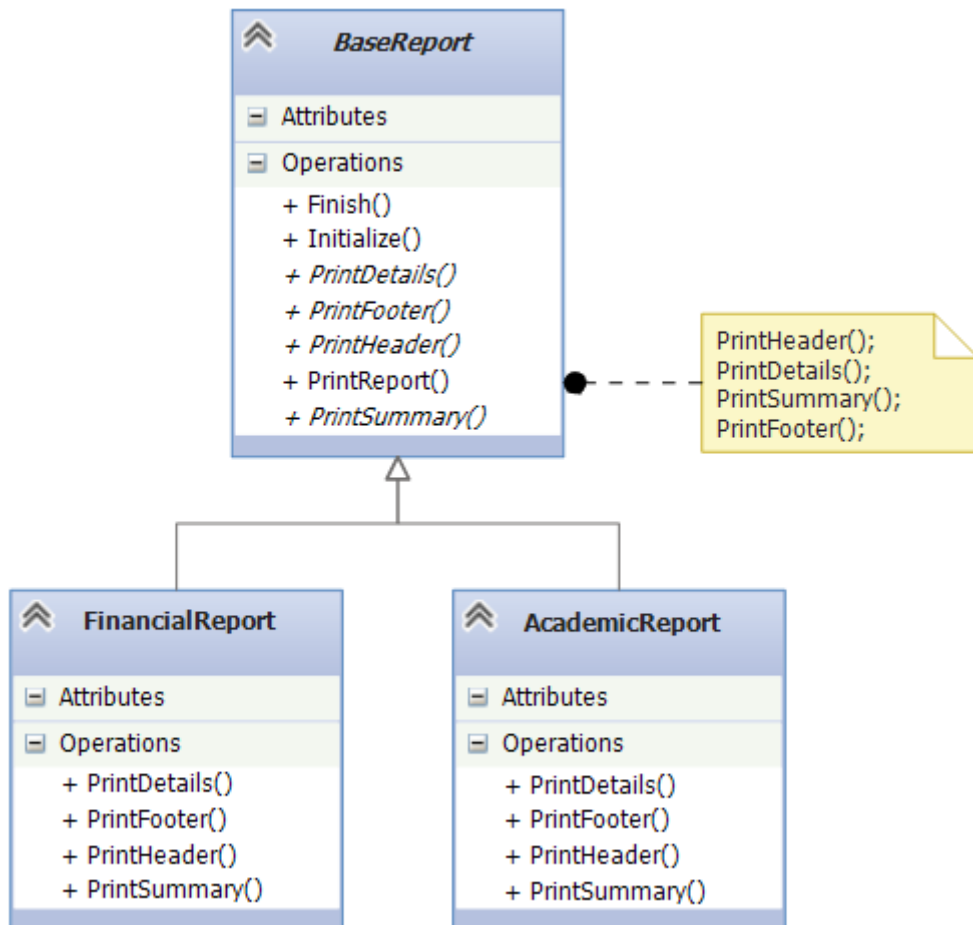 BaseReport
Attributes
Operations
+ Finish()
+ Initialize()
+ PrintDetails()
+ PrintFooter()
+ PrintHeader()
+ PrintReport()
+ PrintSummary()
PrintHeader();
PrintDetails();
PrintSummary();
PrintFooter();
FinancialReport
Attributes
Operations
+ PrintDetails()
+ PrintFooter()
+ PrintHeader()
+ PrintSummary()
AcademicReport
Attributes
Operations
+ PrintDetails()
+ PrintFooter()
+ PrintHeader()
+ PrintSummary()